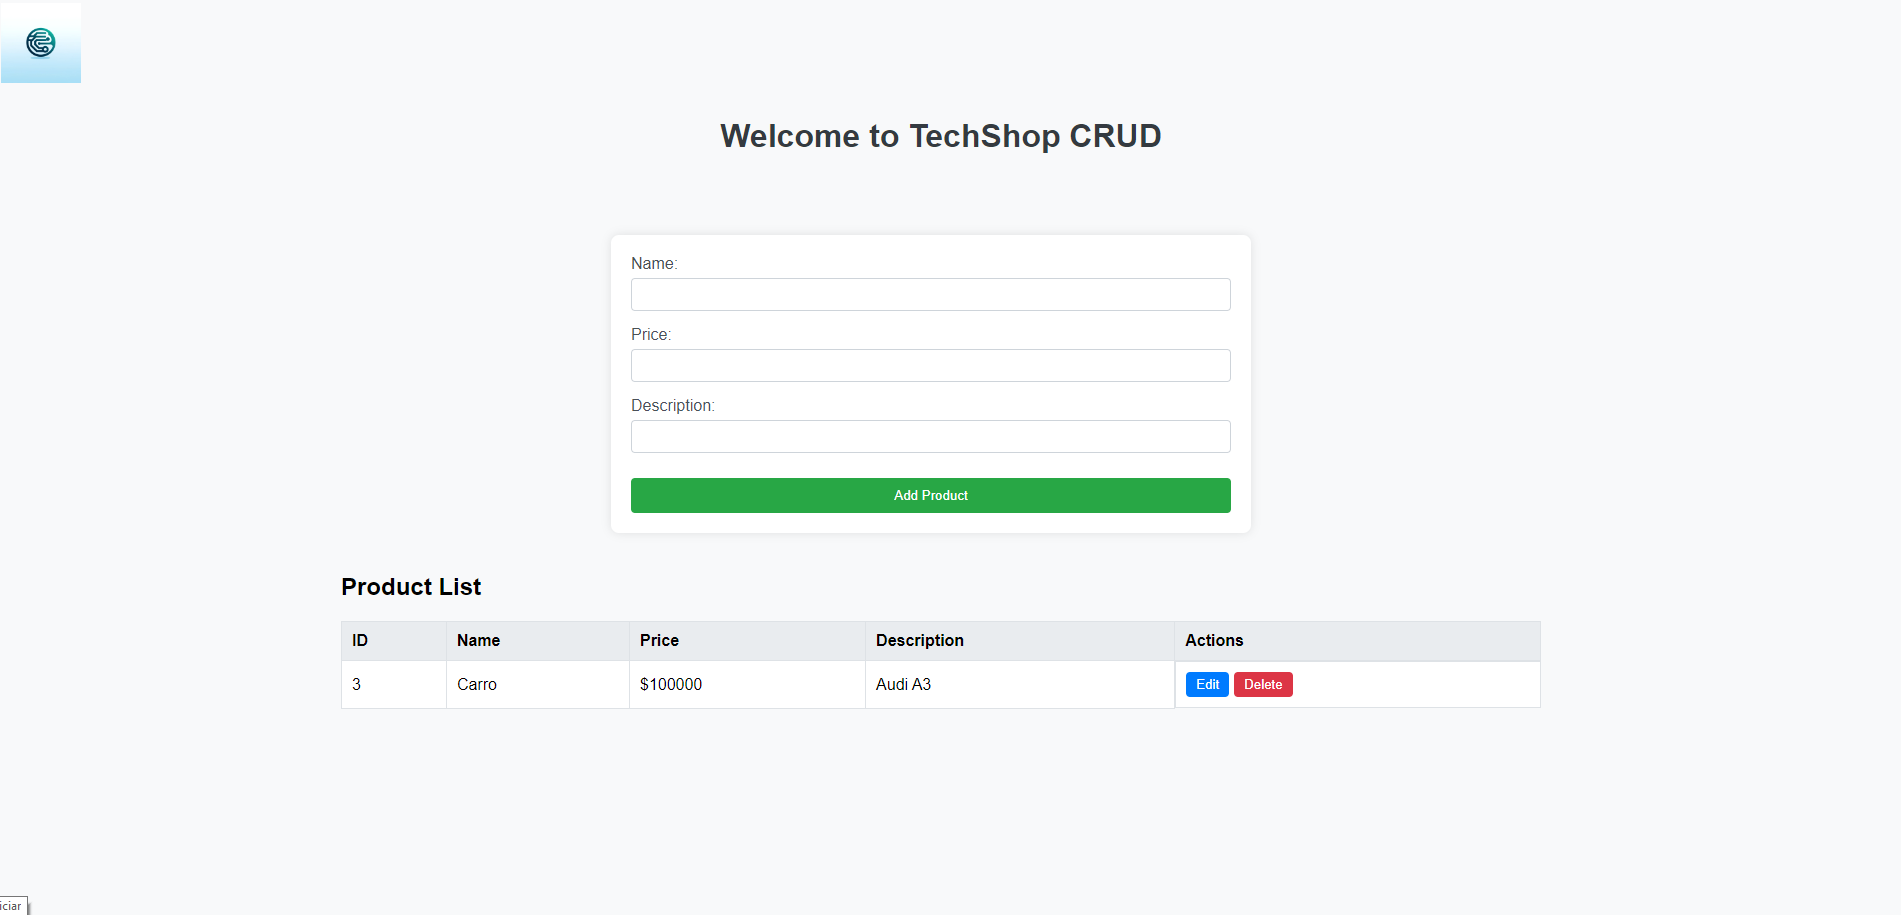 Welcome to TechShop CRUD
Name:
Price:
Description:
Add Product
Product List
ID Name Price Description Actions
3 Carro $100000 Audi A3 Edit Delete
iciar